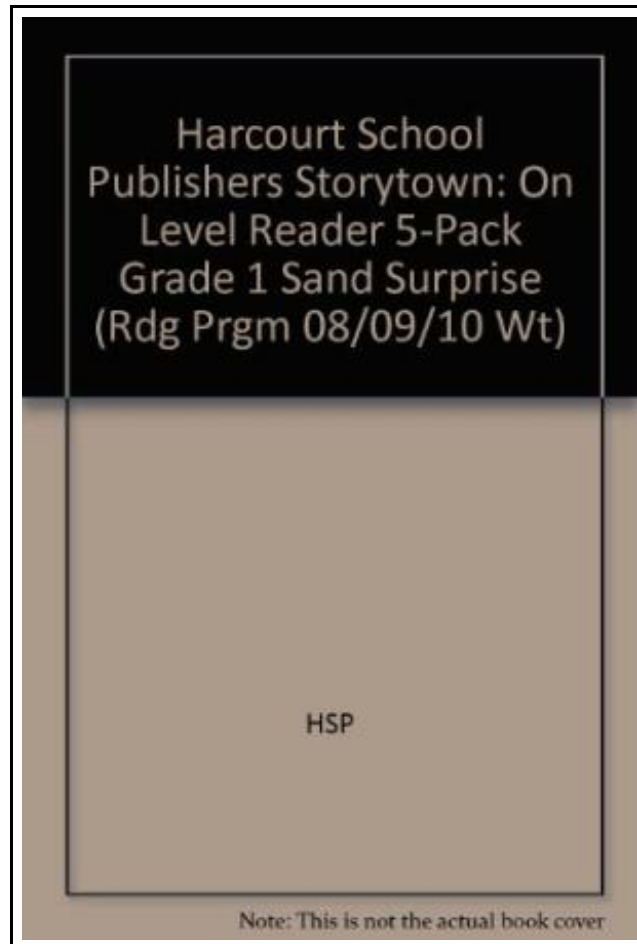 Harcourt School
Publishers Storytown: On
Level Reader 5-Pack
Grade 1 Sand Surprise
(Rdg Prgm 08/09/10 Wt)
HSP
Note: This is not the actual book cover